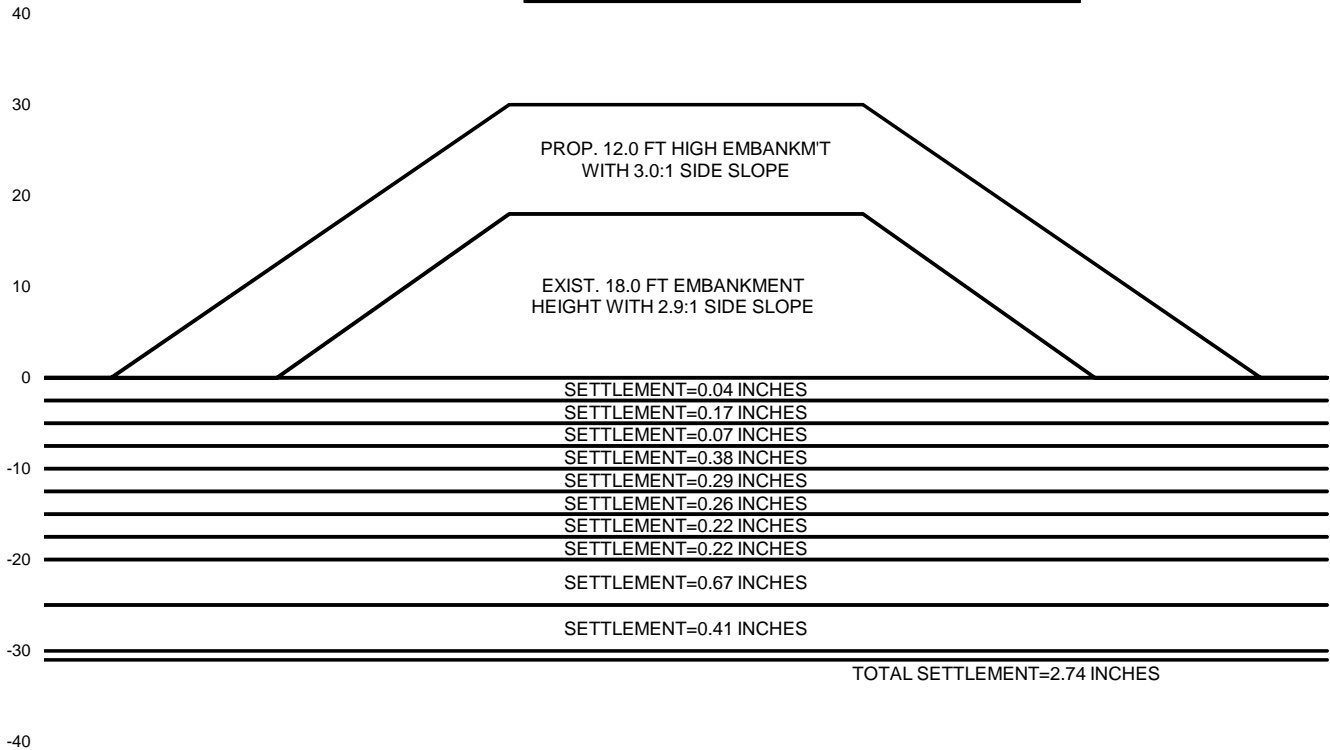 40
30
PROP. 12.0 FT HIGH EMBANKM'T
WITH 3.0:1 SIDE SLOPE
20
10
EXIST. 18.0 FT EMBANKMENT
HEIGHT WITH 2.9:1 SIDE SLOPE
0
SETTLEMENT=0.04 INCHES
SETTLEMENT=0.17 INCHES
SETTLEMENT=0.07 INCHES
SETTLEMENT=0.38 INCHES
-10
SETTLEMENT=0.29 INCHES
SETTLEMENT=0.26 INCHES
SETTLEMENT=0.22 INCHES
SETTLEMENT=0.22 INCHES
-20
SETTLEMENT=0.67 INCHES
SETTLEMENT=0.41 INCHES
-30
TOTAL SETTLEMENT=2.74 INCHES
-40